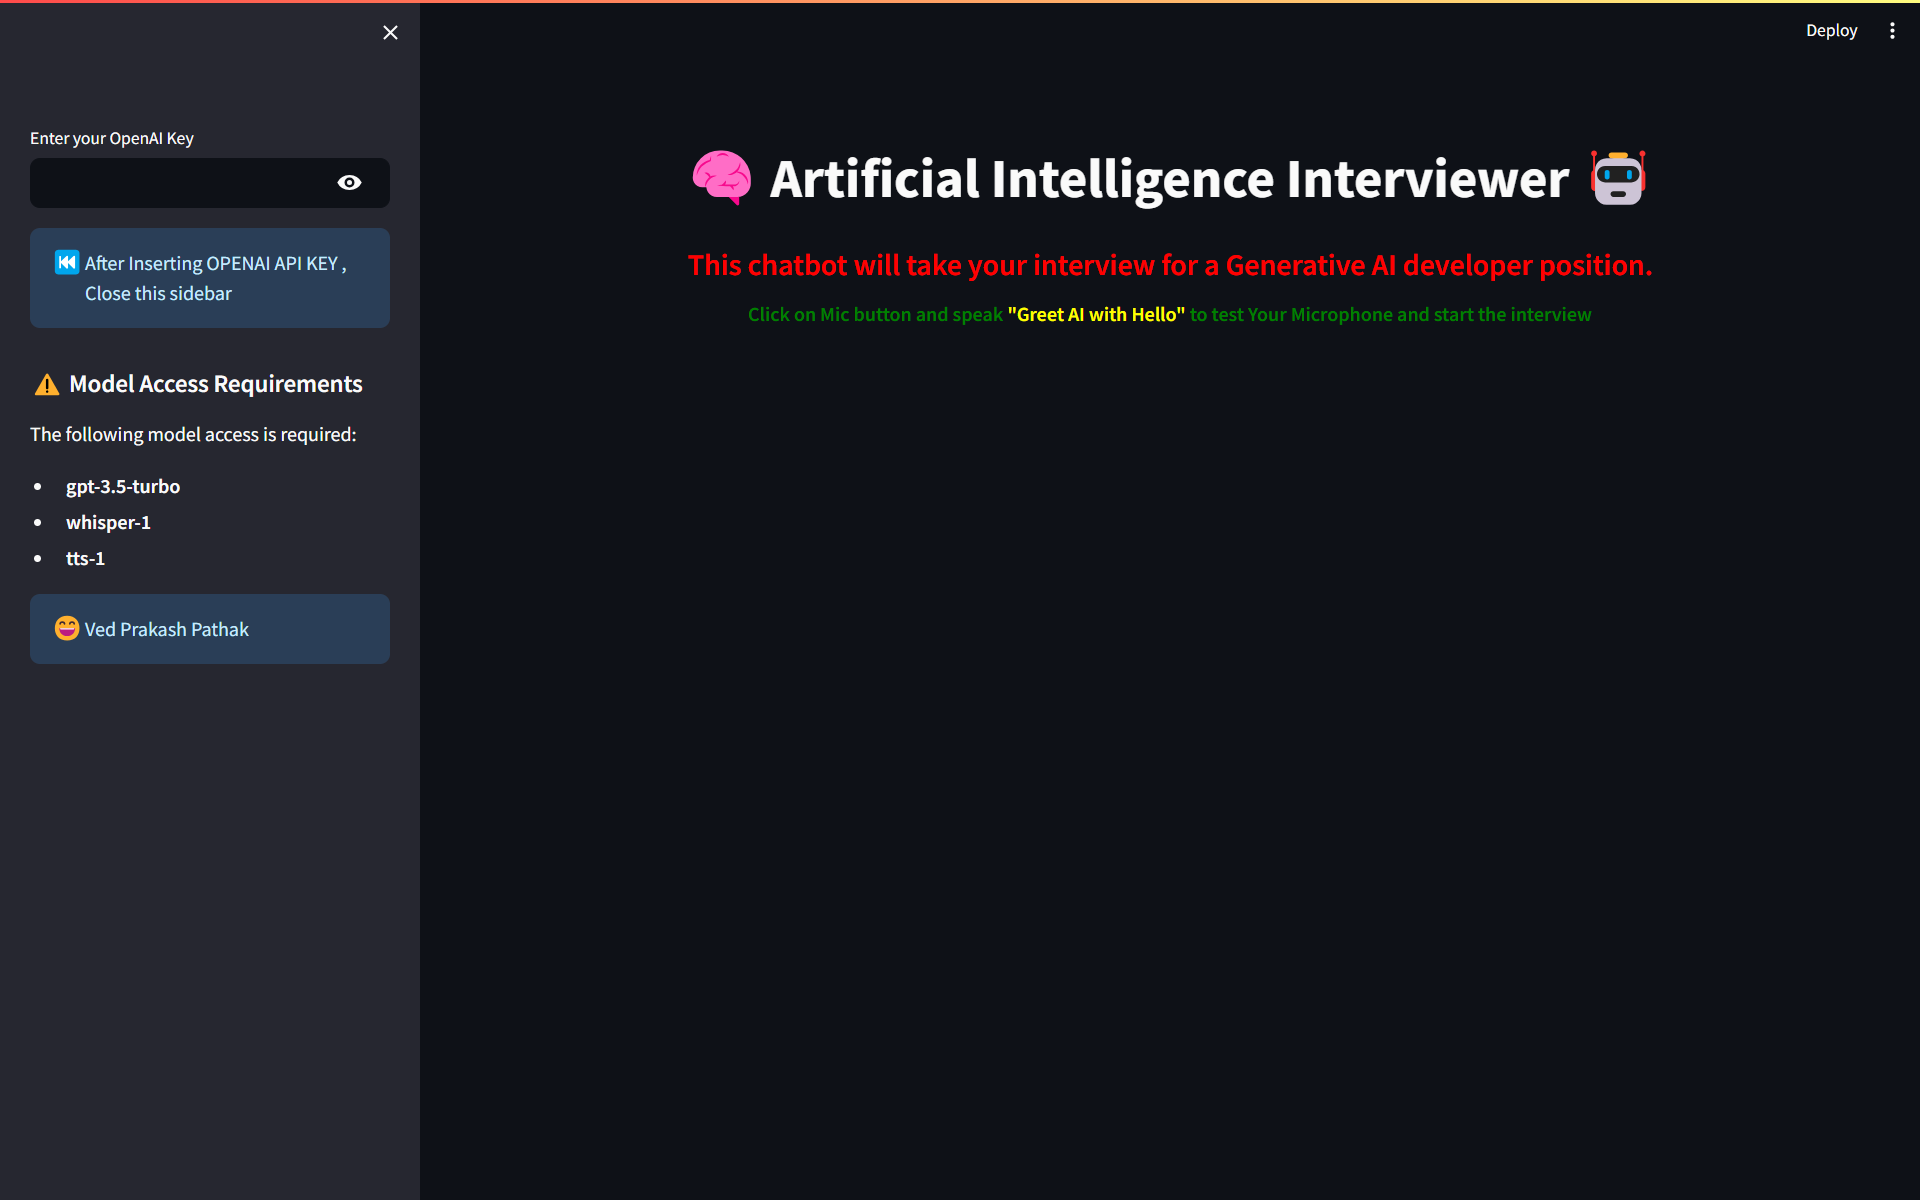 Deploy
Enter your OpenAI Key
After Inserting OPENAI API KEY ,
Close this sidebar
Model Access Requirements
The following model access is required:
gpt-3.5-turbo
whisper-1
tts-1
Ved Prakash Pathak
Artificial Intelligence Interviewer
This chatbot will take your interview for a Generative AI developer position.
Click on Mic button and speak "Greet AI with Hello" to test Your Microphone and start the interview